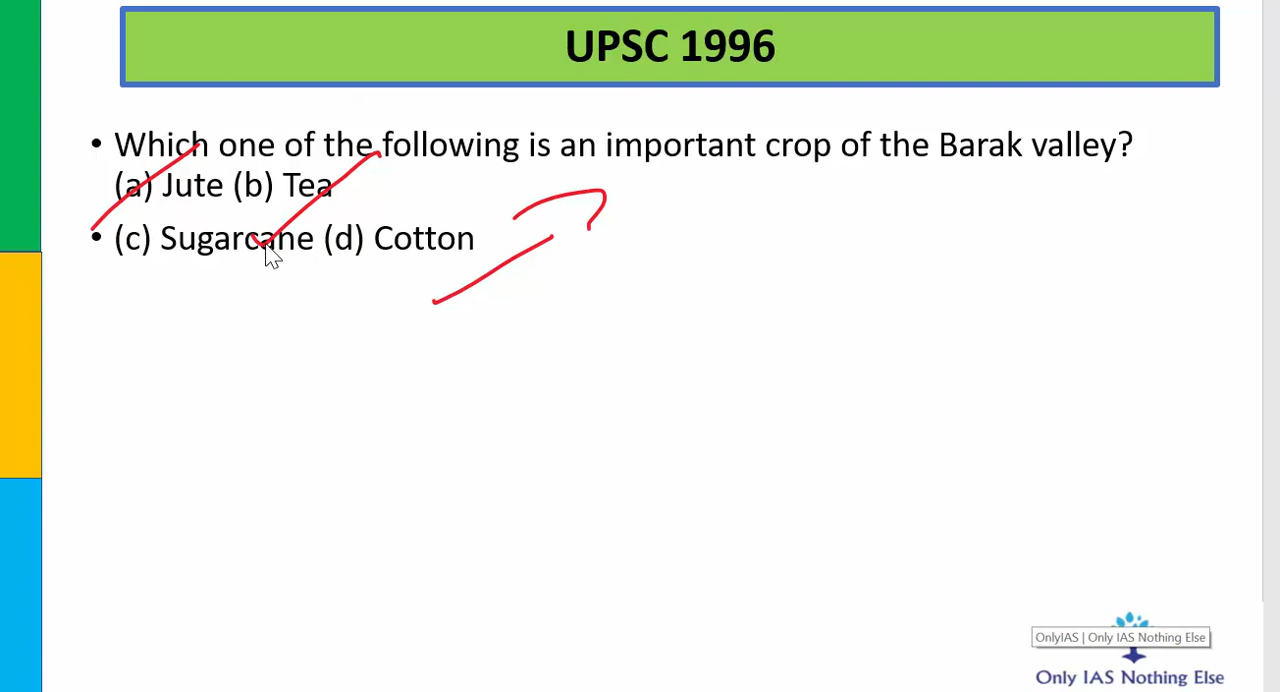 UPSC 1996
• Which one of the following is an important crop of the Barak valley?
(a) Jute (b) Tea
• (c) Sugarcane (d) Cotton
OnlyIAS | Only IAS Nothing Else
Only IAS Nothing Else